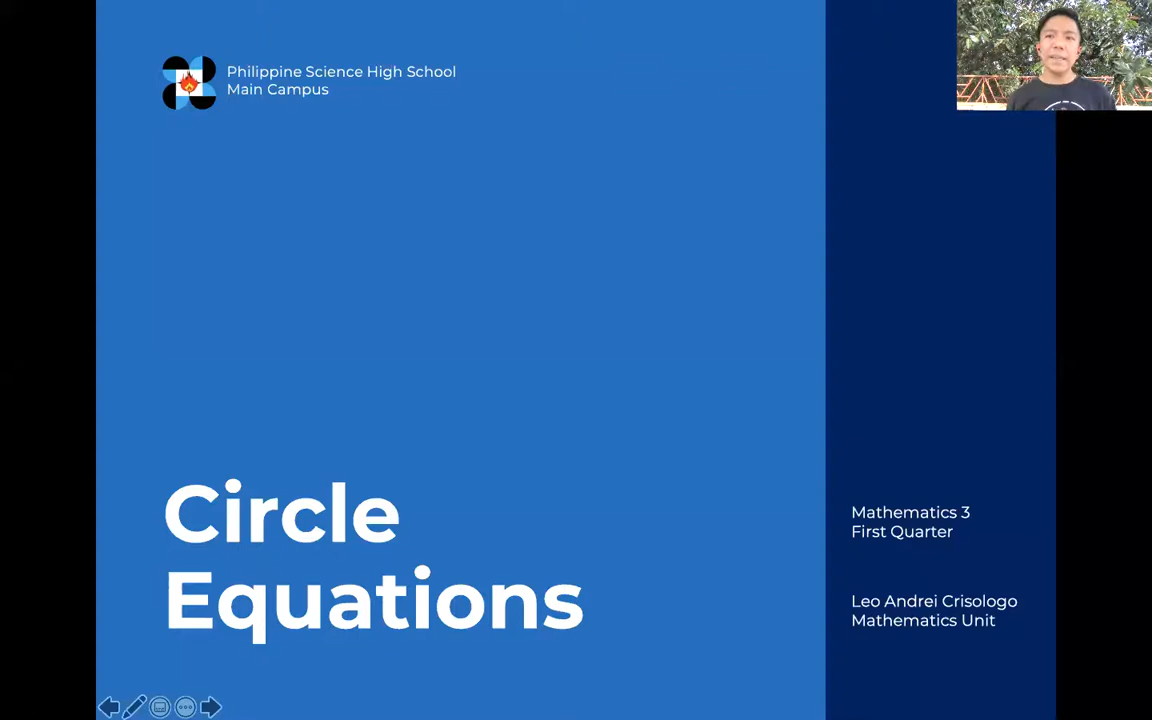 Philippine Science High School
Main Campus
Circle
Equations
Mathematics 3
First Quarter
Leo Andrei Crisologo
Mathematics Unit